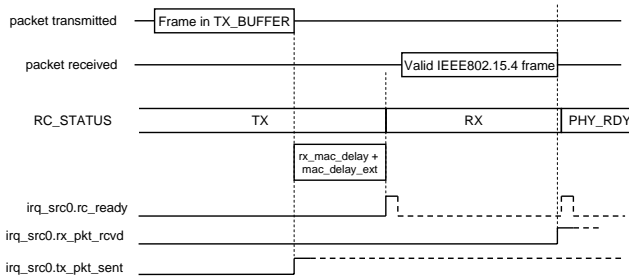 packet transmitted
Frame in TX_BUFFER
packet received
Valid IEEE802.15.4 frame
RC_STATUS
TX
RX
PHY_RDY
rx_mac_delay +
mac_delay_ext
irq_src0.rc_ready
irq_src0.rx_pkt_rcvd
irq_src0.tx_pkt_sent